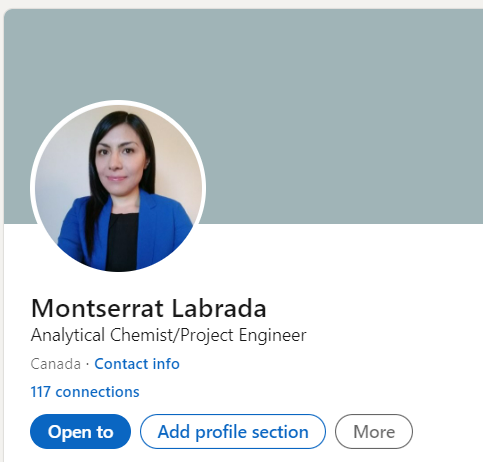 Montserrat Labrada
Analytical Chemist/Project Engineer
Canada · Contact info
117 connections
Open to Add profile section More